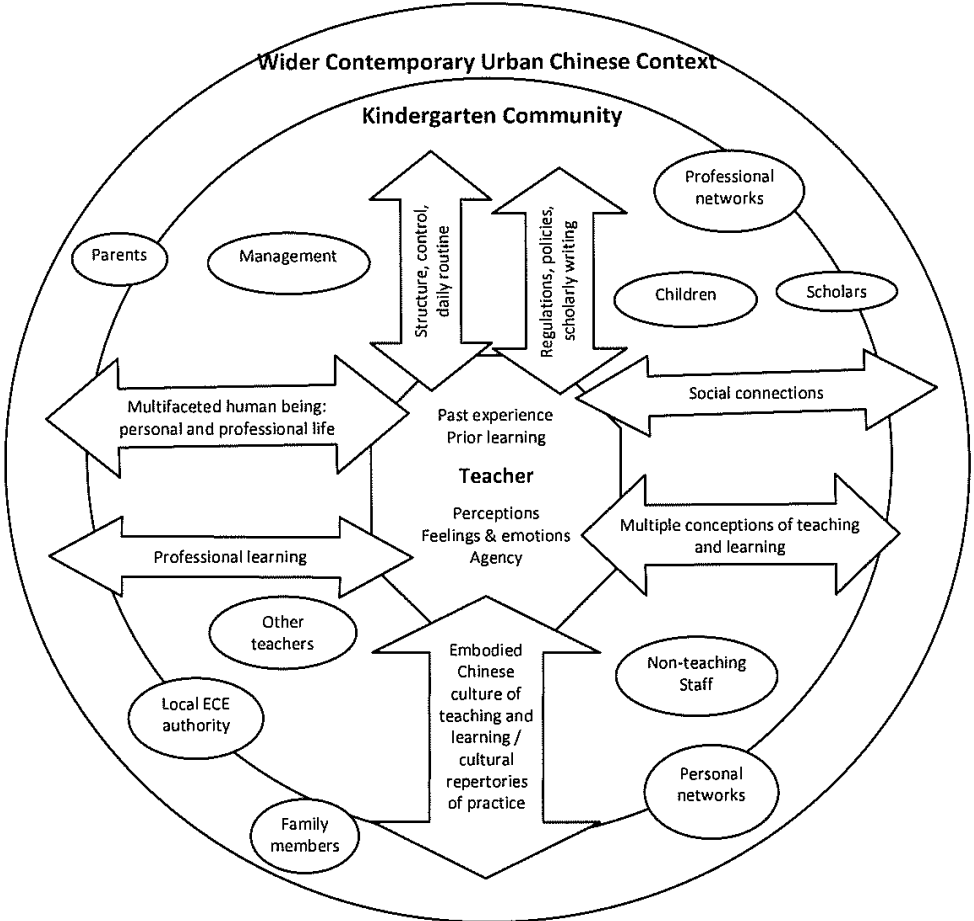 Wider Contemporary Urban Chinese Context
Kindergarten Community
Professional
networks
Parents
Management
Structure, control,
daily routine
Regulations, policies,
scholarly writing
Children
Scholars
Multifaceted human being:
personal and professional life
Past experience
Prior learning
Teacher
Perceptions
Feelings & emotions
Agency
Social connections
Multiple conceptions of teaching
and learning
Professional learning
Other
teachers
Embodied
Chinese
culture of
teaching and
learning /
cultural
repertories
of practice
Non-teaching
Staff
Local ECE
authority
Personal
networks
Family
members